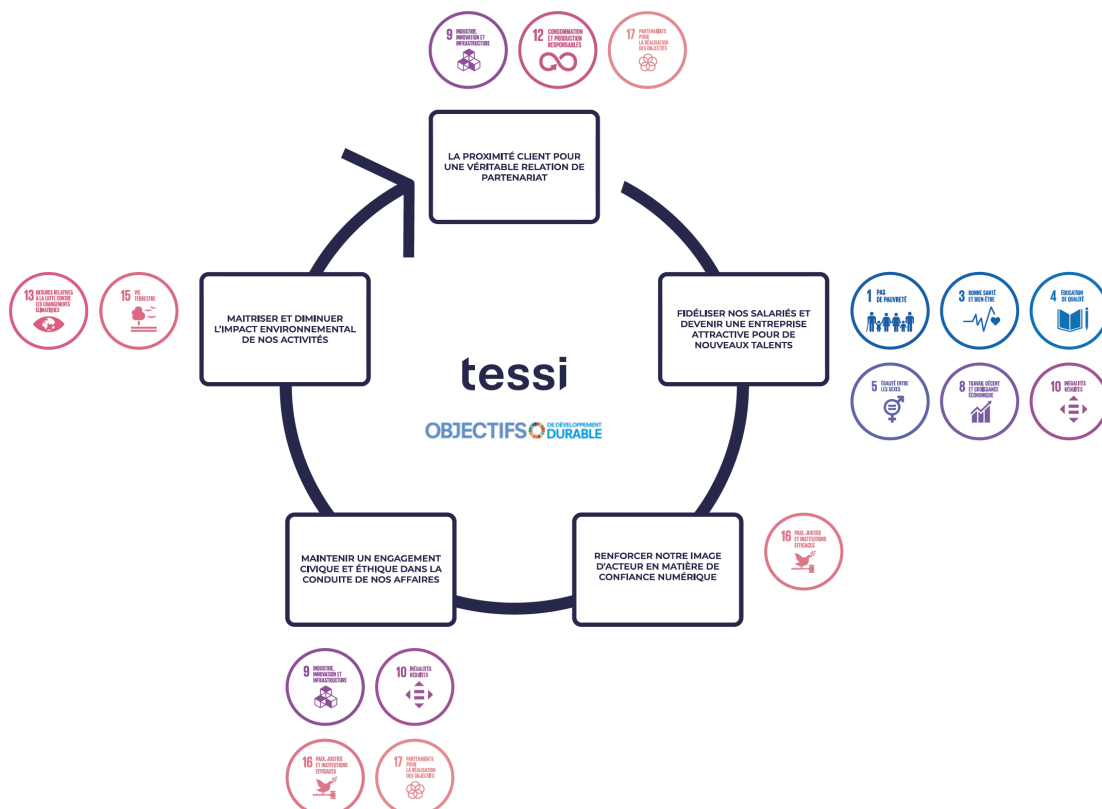 9 INDUSTRIE,
INNOVATION ET
INFRASTRUCTURE
12 CONSOMMATION
ET PRODUCTION
RESPONSABLES
17 PARTENARIATS
POUR
LA RÉALISATION
DES OBJECTIFS
LA PROXIMITÉ CLIENT POUR
UNE VÉRITABLE RELATION DE
PARTENARIAT
13 MESURES RELATIVES
À LA LUTTE CONTRE
LES CHANGEMENTS
CLIMATIQUES
15 VIE
TERRESTRE
MAITRISER ET DIMINUER
L'IMPACT ENVIRONNEMENTAL
DE NOS ACTIVITÉS
FIDÉLISER NOS SALARIÉS ET
DEVENIR UNE ENTREPRISE
ATTRACTIVE POUR DE
NOUVEAUX TALENTS
1 PAS
DE PAUVRETÉ
3 BONNE SANTÉ
ET BIEN-ÊTRE
4 ÉDUCATION
DE QUALITÉ
5 ÉGALITÉ ENTRE
LES SEXES
8 TRAVAIL DÉCENT
ET CROISSANCE
ÉCONOMIQUE
10 INÉGALITÉS
RÉDUITES
tessi
OBJECTIFS DE DÉVELOPPEMENT
DURABLE
MAINTENIR UN ENGAGEMENT
CIVIQUE ET ÉTHIQUE DANS LA
CONDUITE DE NOS AFFAIRES
RENFORCER NOTRE IMAGE
D'ACTEUR EN MATIÈRE DE
CONFIANCE NUMÉRIQUE
16 PAIX, JUSTICE
ET INSTITUTIONS
EFFICACES
9 INDUSTRIE,
INNOVATION ET
INFRASTRUCTURE
10 INÉGALITÉS
RÉDUITES
16 PAIX, JUSTICE
ET INSTITUTIONS
EFFICACES
17 PARTENARIATS
POUR
LA RÉALISATION
DES OBJECTIFS